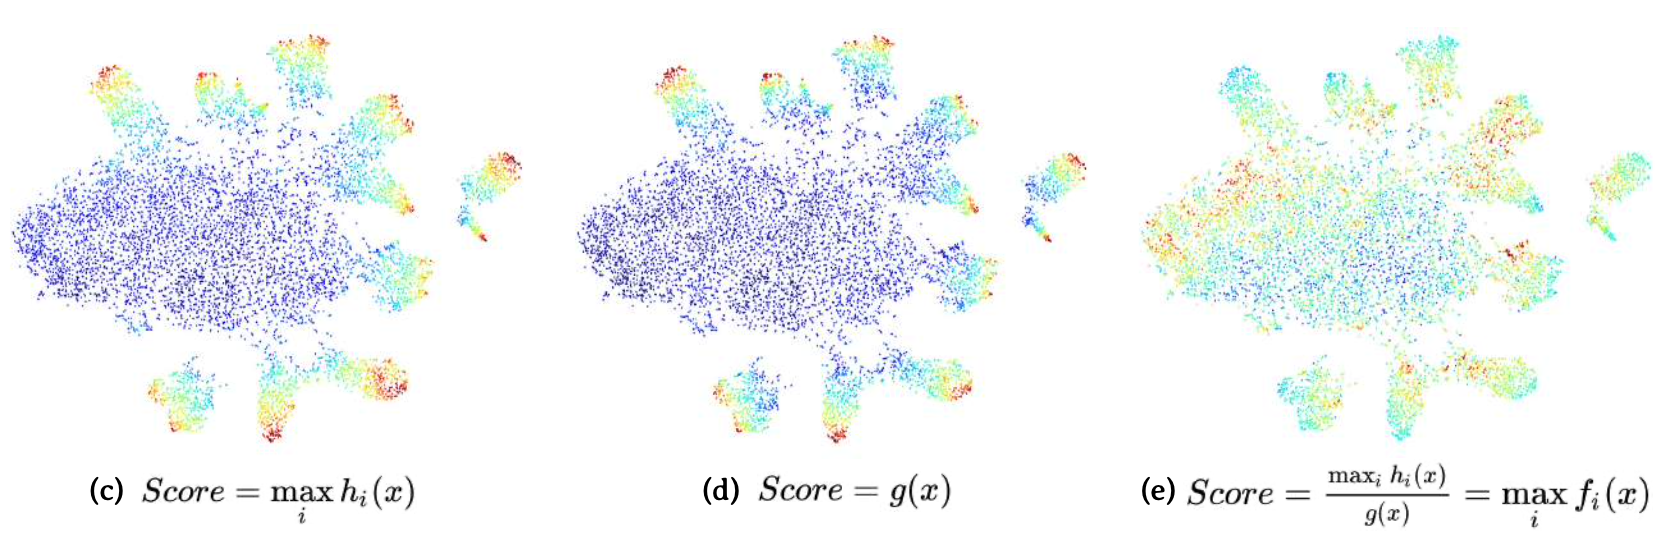 (c) Score = max_i h_i(x)
(d) Score = g(x)
(e) Score = max_i h_i(x) / g(x) = max_i f_i(x)